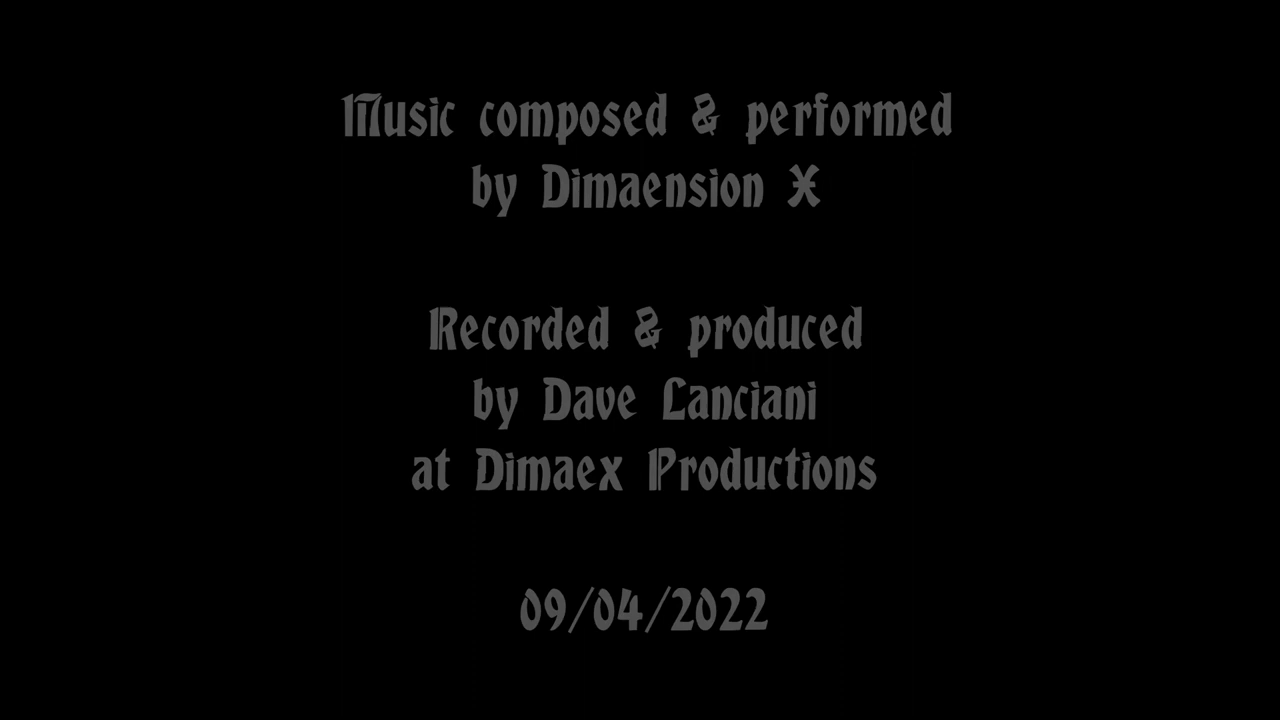 Music composed & performed
by Dimaension X
Recorded & produced
by Dave Lanciani
at Dimaex Productions
09/04/2022